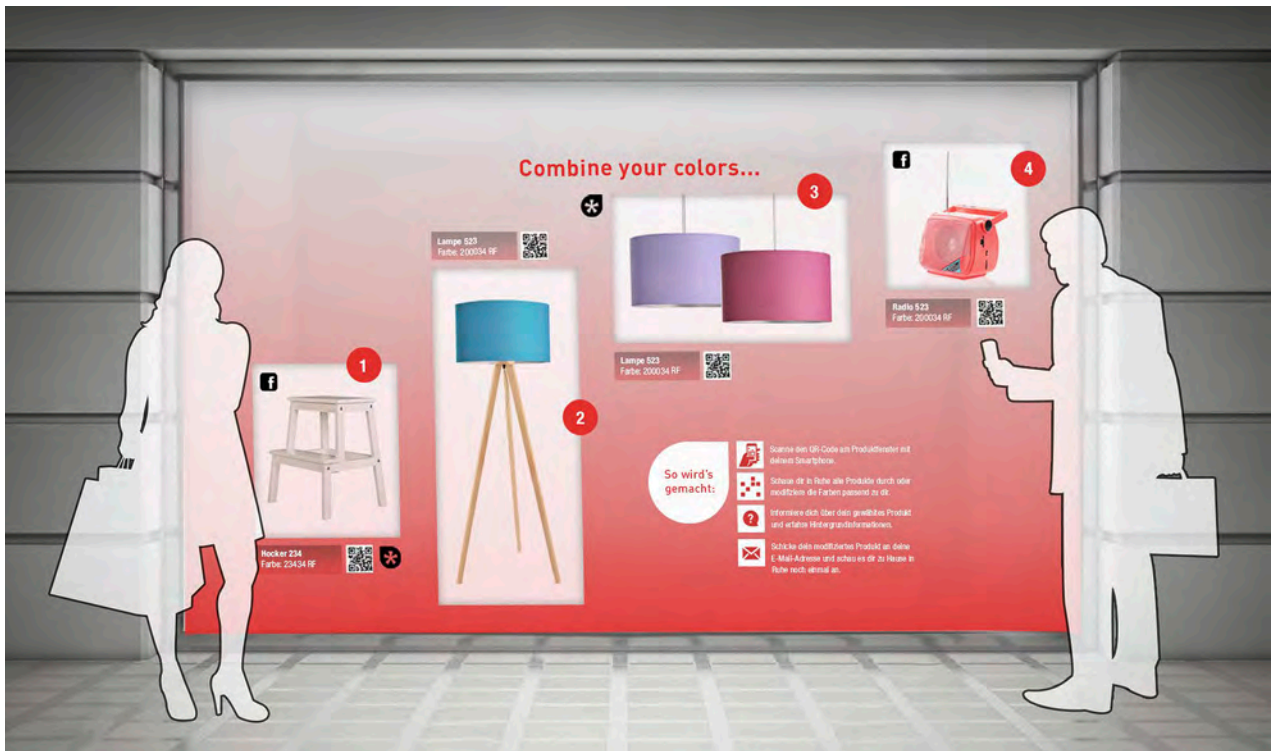 Combine your colors...
1
Hocker 234
Farbe: 23434 RF
Lampe 523
Farbe: 200034 RF
2
3
Lampe 523
Farbe: 200034 RF
f
4
Radio 523
Farbe: 200034 RF
f
So wird's
gemacht:
Scanne den QR-Code am Produktfenster mit
deinem Smartphone.
Schaue dir in Ruhe alle Produkte durch oder
modifiziere die Farben passend zu dir.
?
Informiere dich über dein gewähltes Produkt
und erfahre Hintergrundinformationen.
Schicke dein modifiziertes Produkt an deine
E-Mail-Adresse und schau es dir zu Hause in
Ruhe noch einmal an.